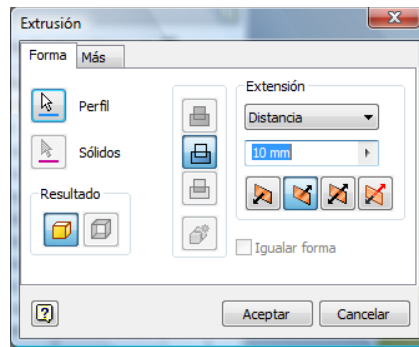 Extrusión
Forma
Más
Perfil
Sólidos
Resultado
Extensión
Distancia
10 mm
Igualar forma
?
Aceptar
Cancelar